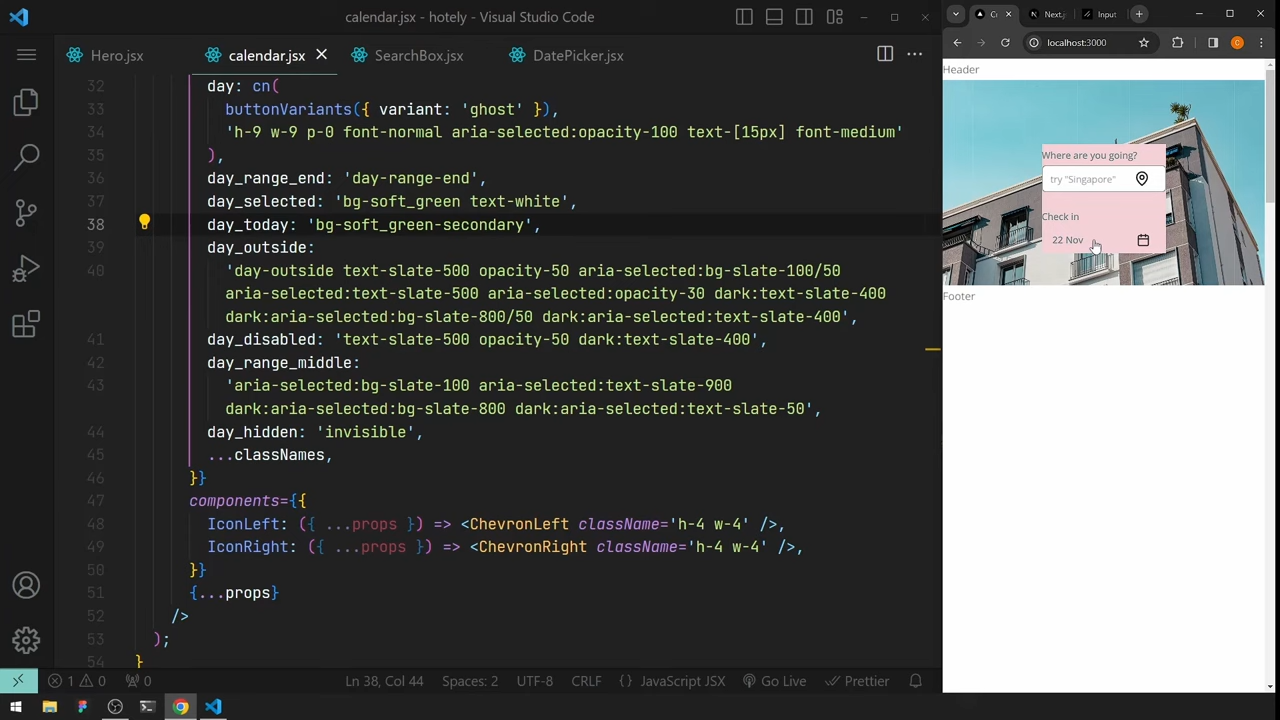 calendar.jsx - hotely - Visual Studio Code
Hero.jsx
calendar.jsx
SearchBox.jsx
DatePicker.jsx
32 day: cn(
33 buttonVariants({ variant: 'ghost' }),
34 'h-9 w-9 p-0 font-normal aria-selected:opacity-100 text-[15px] font-medium'
35 ),
36 day_range_end: 'day-range-end',
37 day_selected: 'bg-soft_green text-white',
38 day_today: 'bg-soft_green-secondary',
39 day_outside:
40 'day-outside text-slate-500 opacity-50 aria-selected:bg-slate-100/50
aria-selected:text-slate-500 aria-selected:opacity-30 dark:text-slate-400
dark:aria-selected:bg-slate-800/50 dark:aria-selected:text-slate-400',
41 day_disabled: 'text-slate-500 opacity-50 dark:text-slate-400',
42 day_range_middle:
43 'aria-selected:bg-slate-100 aria-selected:text-slate-900
dark:aria-selected:bg-slate-800 dark:aria-selected:text-slate-50',
44 day_hidden: 'invisible',
45 ...classNames,
46 }}
47 components={{
48 IconLeft: ({ ...props }) => <ChevronLeft className='h-4 w-4' />,
49 IconRight: ({ ...props }) => <ChevronRight className='h-4 w-4' />,
50 }}
51 {...props}
52 />
53 );
54 }
1 0
0
Ln 38, Col 44
Spaces: 2
UTF-8
CRLF
{} JavaScript JSX
Go Live
Prettier
Cr
Next.j
Input
localhost:3000
C
Header
Where are you going?
try "Singapore"
Check in
22 Nov
Footer